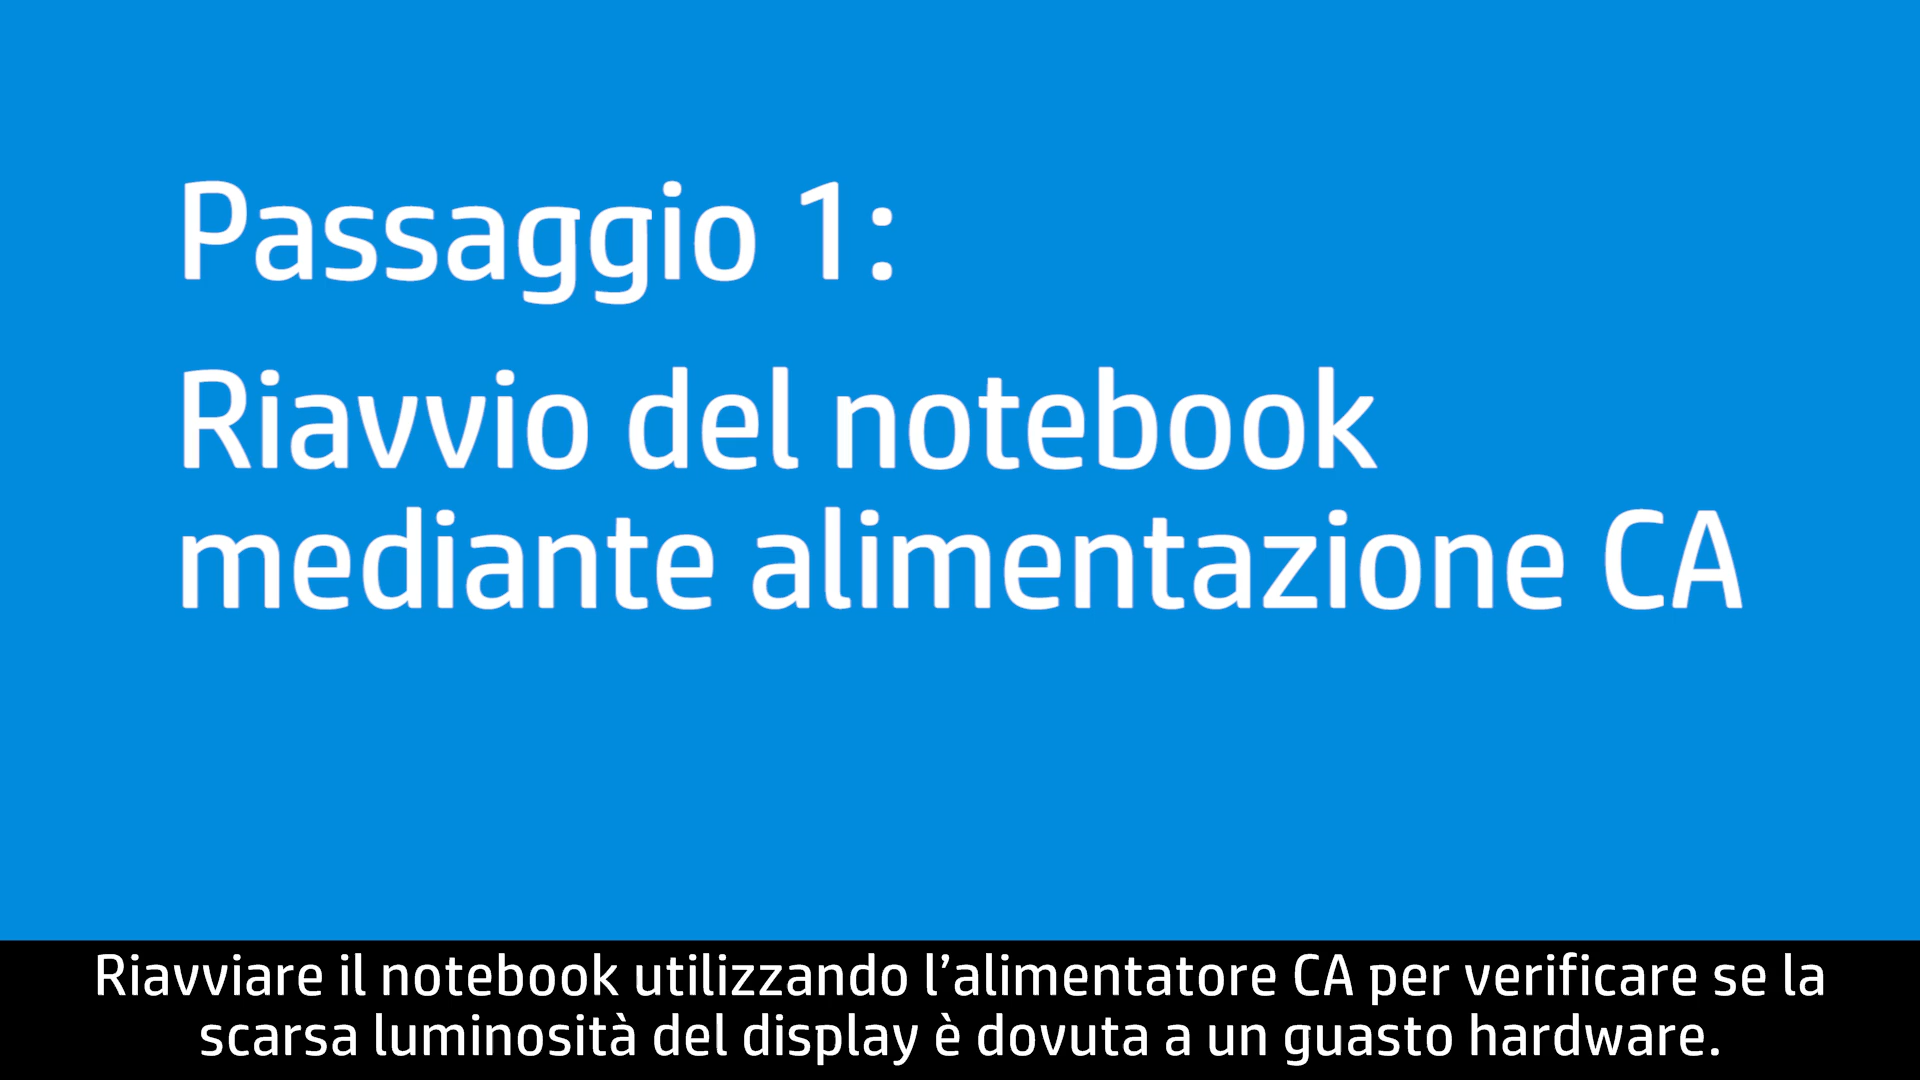 Passaggio 1:
Riavvio del notebook
mediante alimentazione CA
Riavviare il notebook utilizzando l’alimentatore CA per verificare se la
scarsa luminosità del display è dovuta a un guasto hardware.